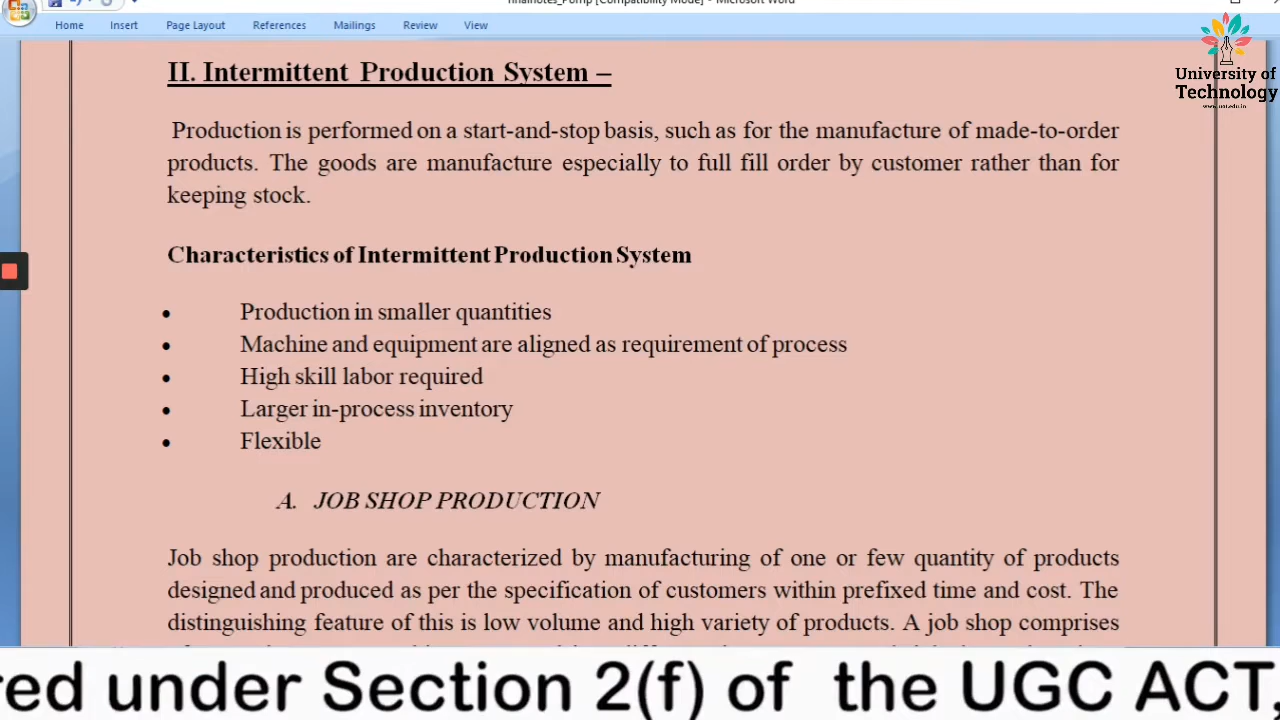 finalnotes_Pomp [Compatibility Mode] - Microsoft Word
Home Insert Page Layout References Mailings Review View
University of
Technology
II. Intermittent Production System –
Production is performed on a start-and-stop basis, such as for the manufacture of made-to-order
products. The goods are manufacture especially to full fill order by customer rather than for
keeping stock.
Characteristics of Intermittent Production System
• Production in smaller quantities
• Machine and equipment are aligned as requirement of process
• High skill labor required
• Larger in-process inventory
• Flexible
A. JOB SHOP PRODUCTION
Job shop production are characterized by manufacturing of one or few quantity of products
designed and produced as per the specification of customers within prefixed time and cost. The
distinguishing feature of this is low volume and high variety of products. A job shop comprises
red under Section 2(f) of the UGC ACT,